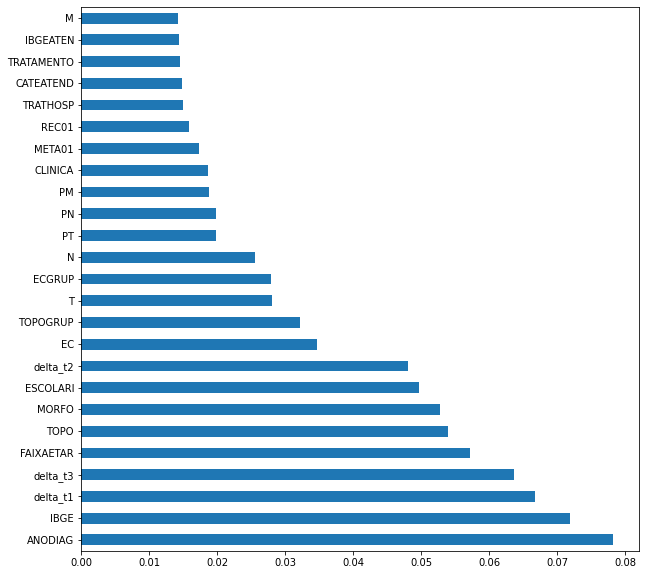 M
IBGEATEN
TRATAMENTO
CATEATEND
TRATHOSP
REC01
META01
CLINICA
PM
PN
PT
N
ECGRUP
T
TOPOGRUP
EC
delta_t2
ESCOLARI
MORFO
TOPO
FAIXAETAR
delta_t3
delta_t1
IBGE
ANODIAG
0.00 0.01 0.02 0.03 0.04 0.05 0.06 0.07 0.08